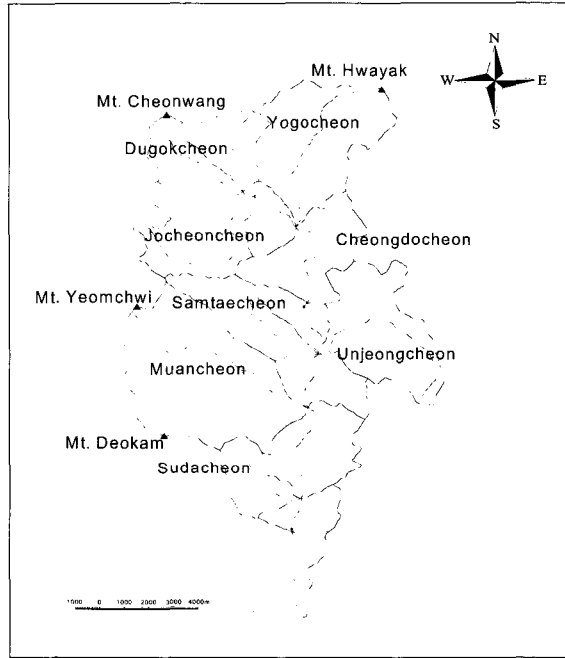 N
Mt. Hwayak
W E
Mt. Cheonwang
S
Yogocheon
Dugokcheon
Jocheoncheon
Cheongdocheon
Mt. Yeomchwi
Samtaecheon
Unjeongcheon
Muancheon
Mt. Deokam
Sudacheon
1000 0 1000 2000 3000 4000m